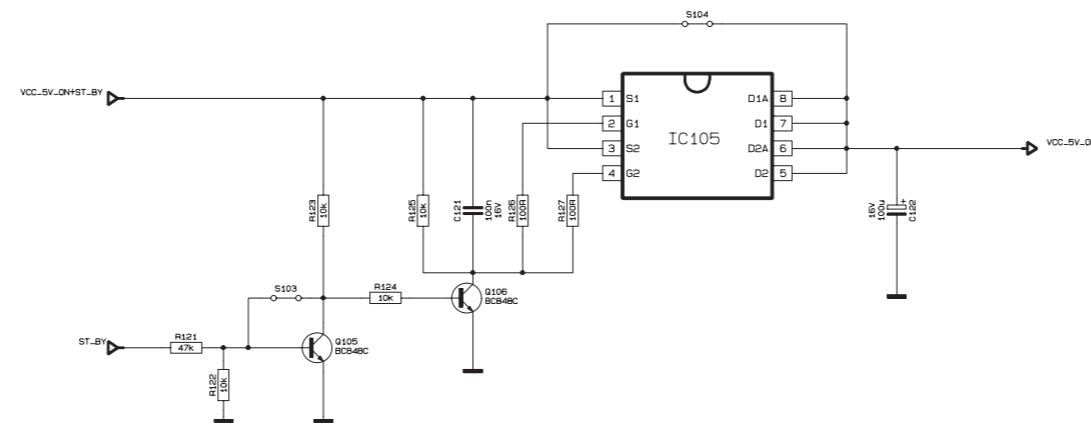 S104
VCC_5V_ON+ST_BY
1 S1 D1A 8
2 G1 D1 7
IC105
3 S2 D2A 6
4 G2 D2 5
VCC_5V_O
R123
10k
R125
10k
C121
100n
16V
R126
100R
R127
100R
16V
100u
+
C122
S103
R124
10k
Q106
BC848C
ST_BY
R121
47k
Q105
BC848C
R122
10k